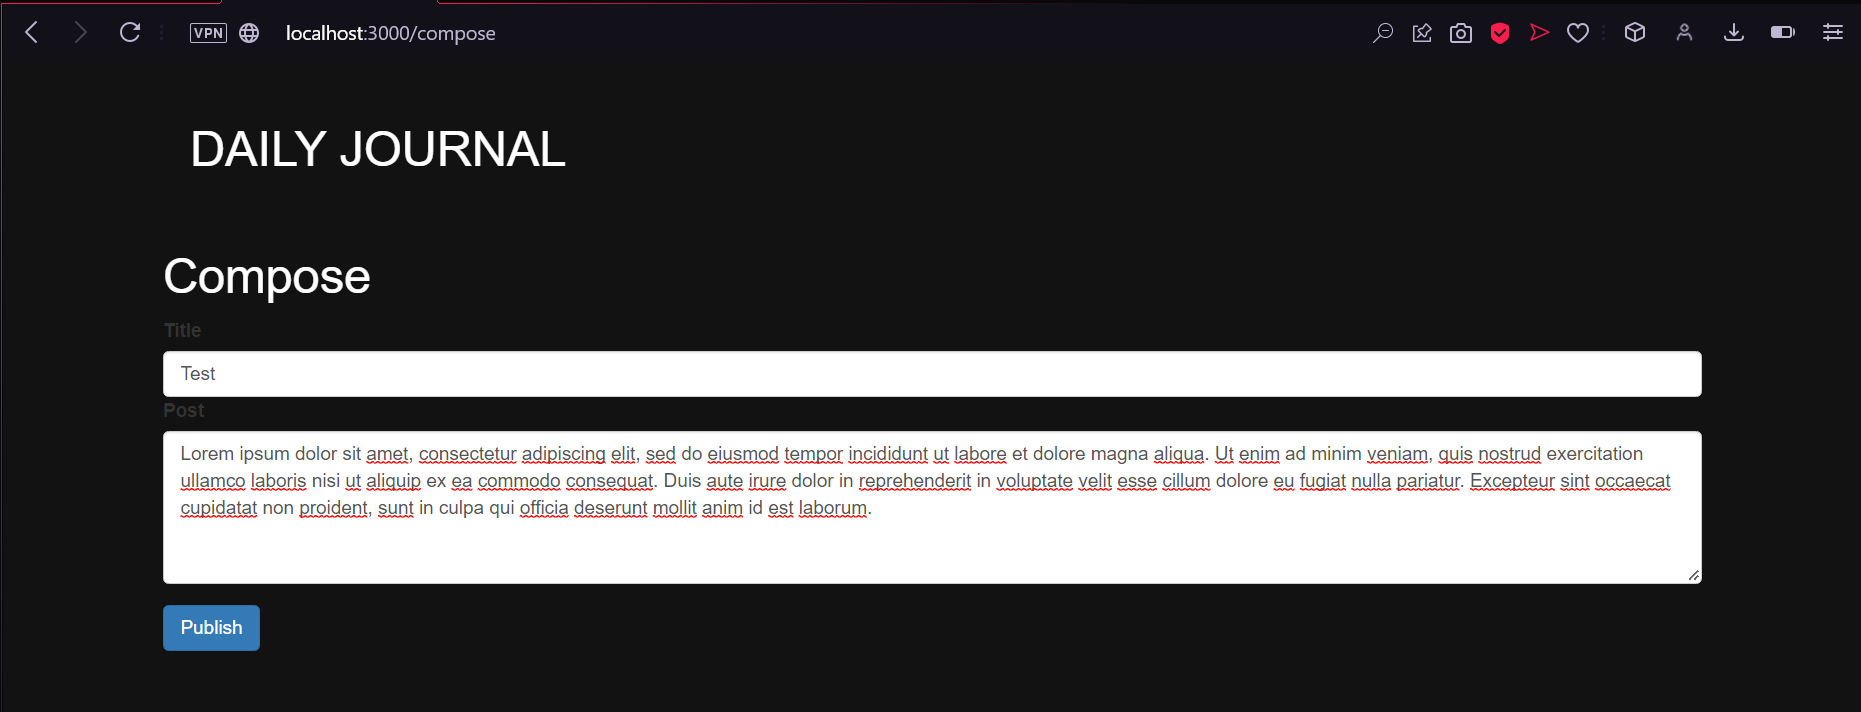 VPN localhost:3000/compose
DAILY JOURNAL
Compose
Title
Test
Post
Lorem ipsum dolor sit amet, consectetur adipiscing elit, sed do eiusmod tempor incididunt ut labore et dolore magna aliqua. Ut enim ad minim veniam, quis nostrud exercitation
ullamco laboris nisi ut aliquip ex ea commodo consequat. Duis aute irure dolor in reprehenderit in voluptate velit esse cillum dolore eu fugiat nulla pariatur. Excepteur sint occaecat
cupidatat non proident, sunt in culpa qui officia deserunt mollit anim id est laborum.
Publish